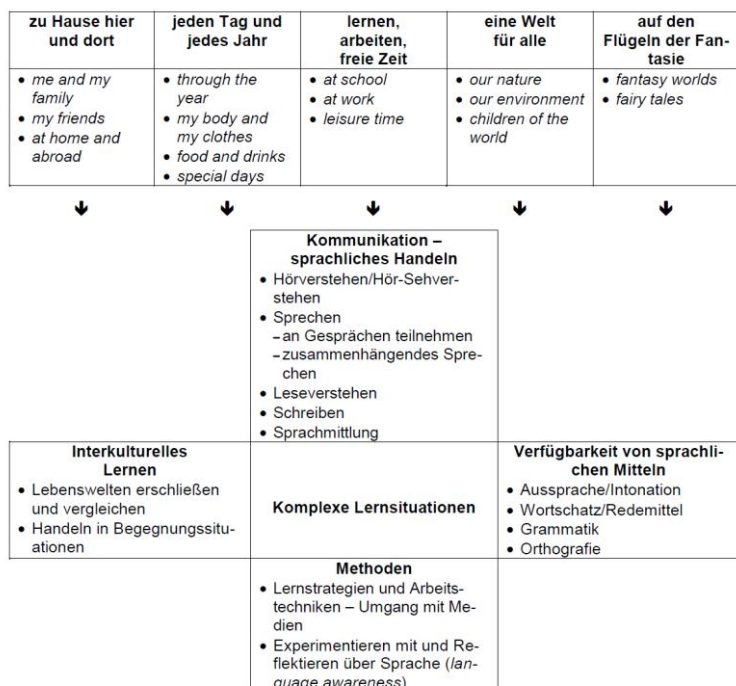 zu Hause hier
und dort
jeden Tag und
jedes Jahr
lernen,
arbeiten,
freie Zeit
eine Welt
für alle
auf den
Flügeln der Fan-
tasie
• me and my
family
• my friends
• at home and
abroad
• through the
year
• my body and
my clothes
• food and drinks
• special days
• at school
• at work
• leisure time
• our nature
• our environment
• children of the
world
• fantasy worlds
• fairy tales
Kommunikation –
sprachliches Handeln
• Hörverstehen/Hör-Sehver-
stehen
• Sprechen
– an Gesprächen teilnehmen
– zusammenhängendes Spre-
chen
• Leseverstehen
• Schreiben
• Sprachmittlung
Interkulturelles
Lernen
• Lebenswelten erschließen
und vergleichen
• Handeln in Begegnungssitu-
ationen
Komplexe Lernsituationen
Verfügbarkeit von sprachli-
chen Mitteln
• Aussprache/Intonation
• Wortschatz/Redemittel
• Grammatik
• Orthografie
Methoden
• Lernstrategien und Arbeits-
techniken – Umgang mit Me-
dien
• Experimentieren mit und Re-
flektieren über Sprache (lan-
guage awareness)